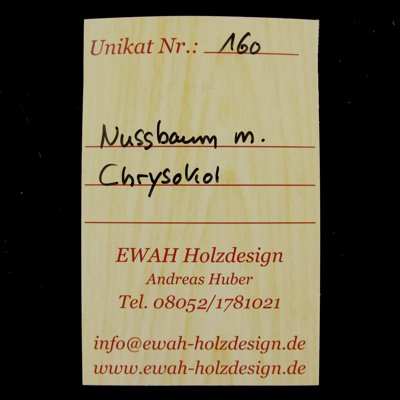 Unikat Nr.: 160
Nussbaum m.
Chrysokol
EWAH Holzdesign
Andreas Huber
Tel. 08052/1781021
info@ewah-holzdesign.de
www.ewah-holzdesign.de